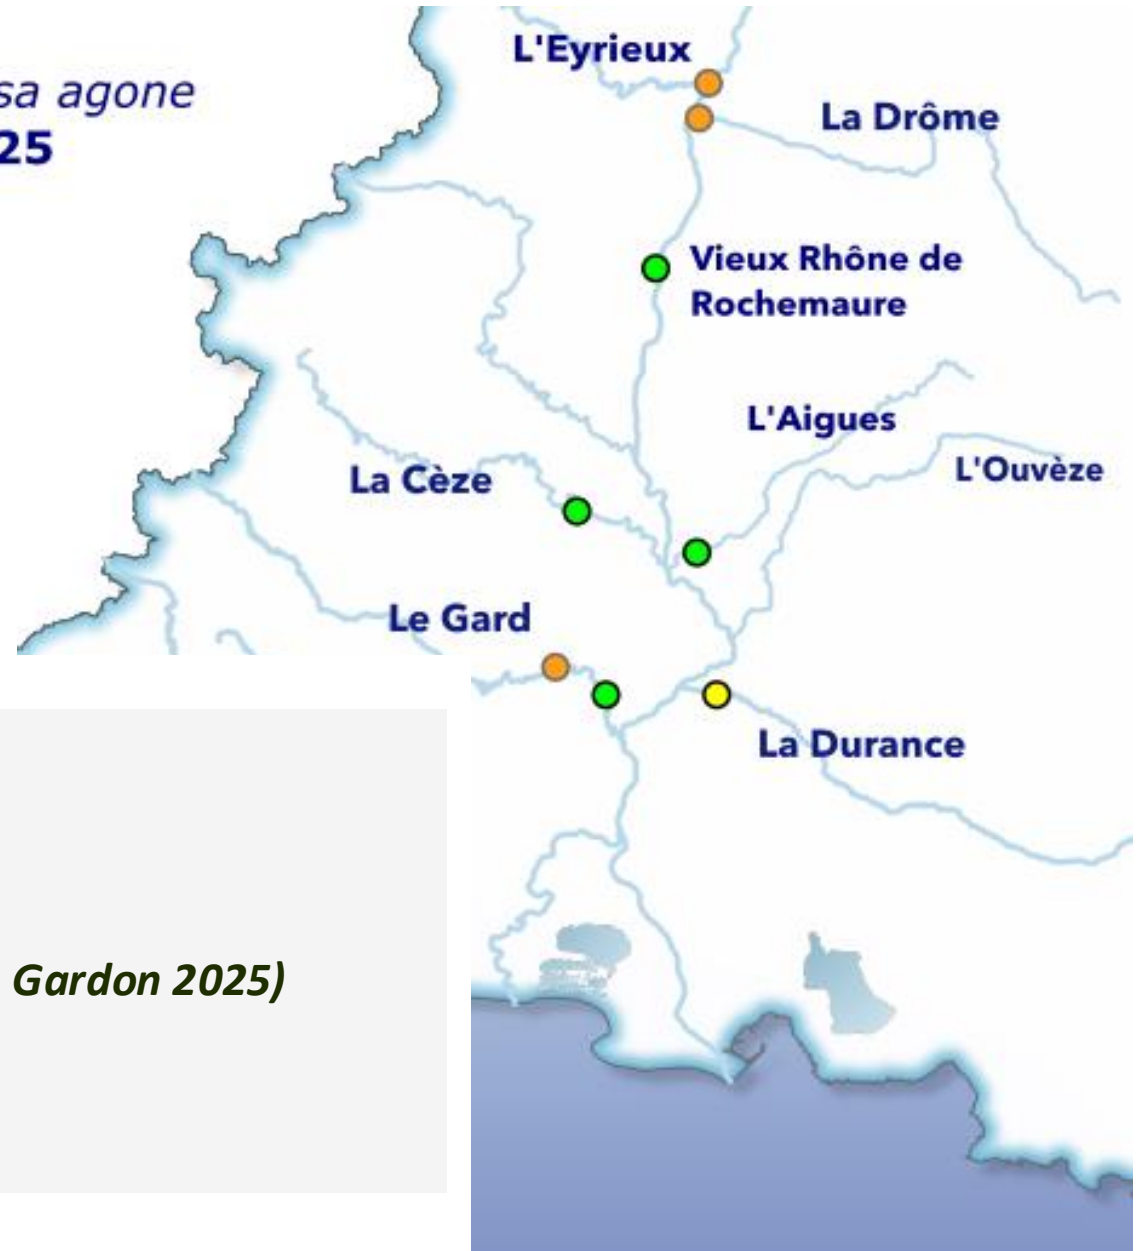 L'Eyrieux
sa agone
25
La Drôme
Vieux Rhône de
Rochemaure
L'Aigues
L'Ouvèze
La Cèze
Le Gard
La Durance
Gardon 2025)